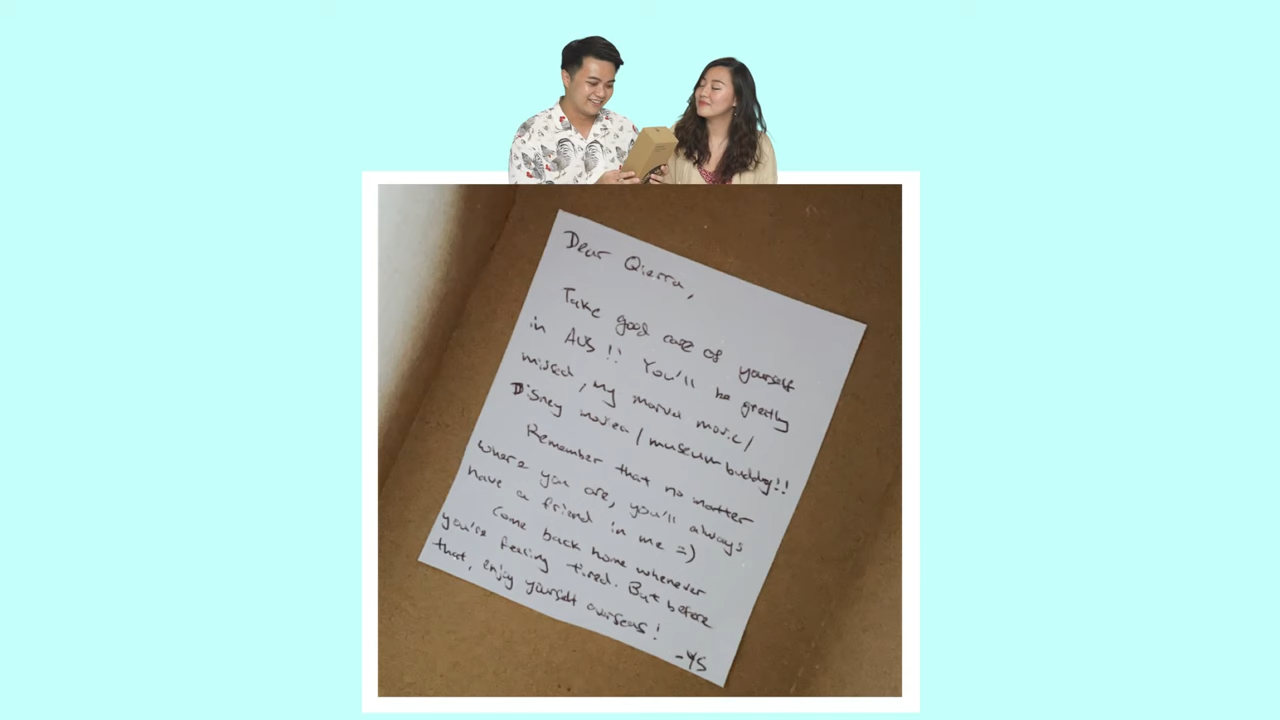 Dear Qierra,
Take good care of yourself
in AUS !! You'll be greatly
missed, my marvel movie/
Disney movies / museum buddy!!
Remember that no matter
where you are, you'll always
have a friend in me =)
Come back home whenever
you're feeling tired. But before
that, enjoy yourself overseas!
-YS